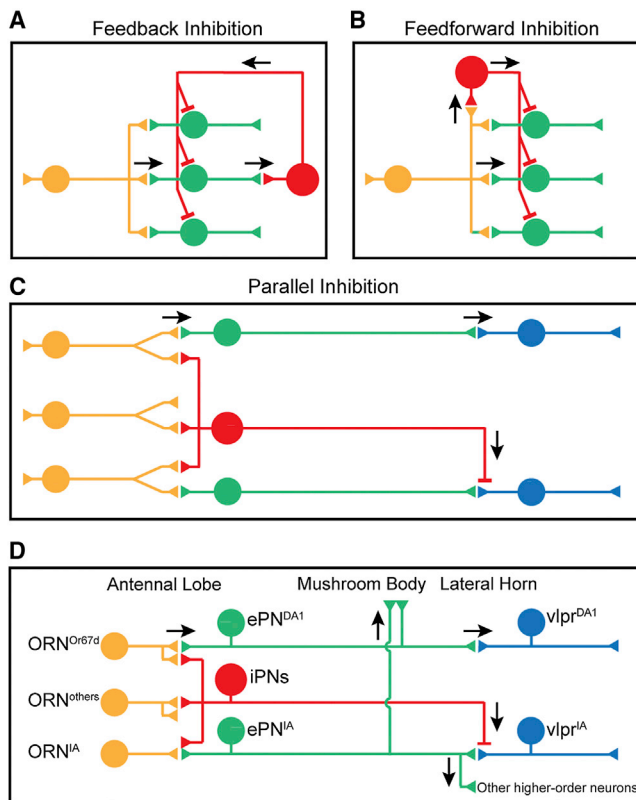 A
Feedback Inhibition
B
Feedforward Inhibition
C
Parallel Inhibition
D
Antennal Lobe Mushroom Body Lateral Horn
ORN^Or67d
ePN^DA1
vlpr^DA1
ORN^others
iPNs
ORN^IA
ePN^IA
vlpr^IA
Other higher-order neurons